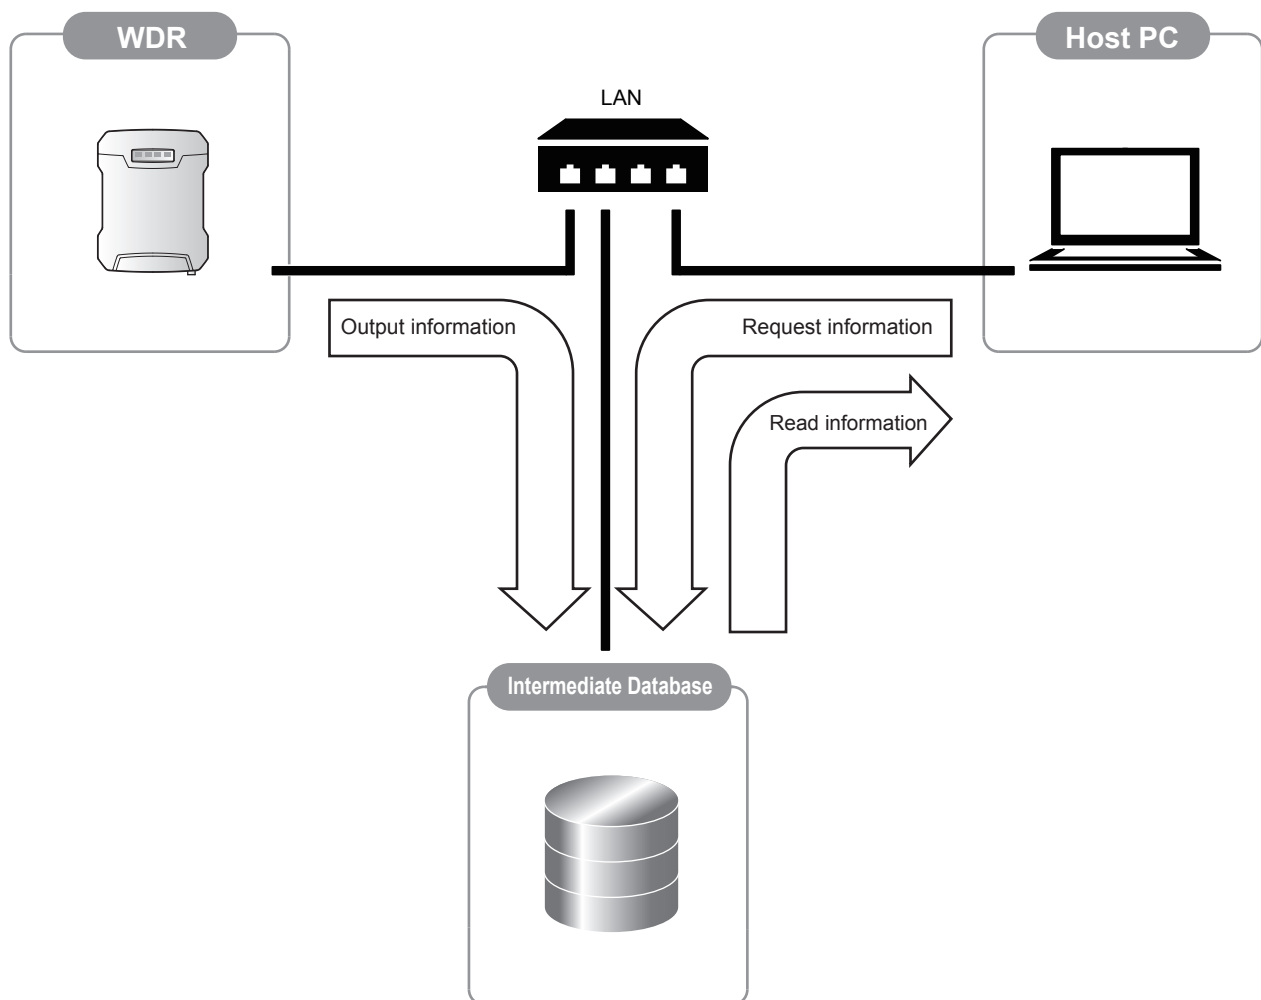 WDR
Host PC
LAN
Output information
Request information
Read information
Intermediate Database